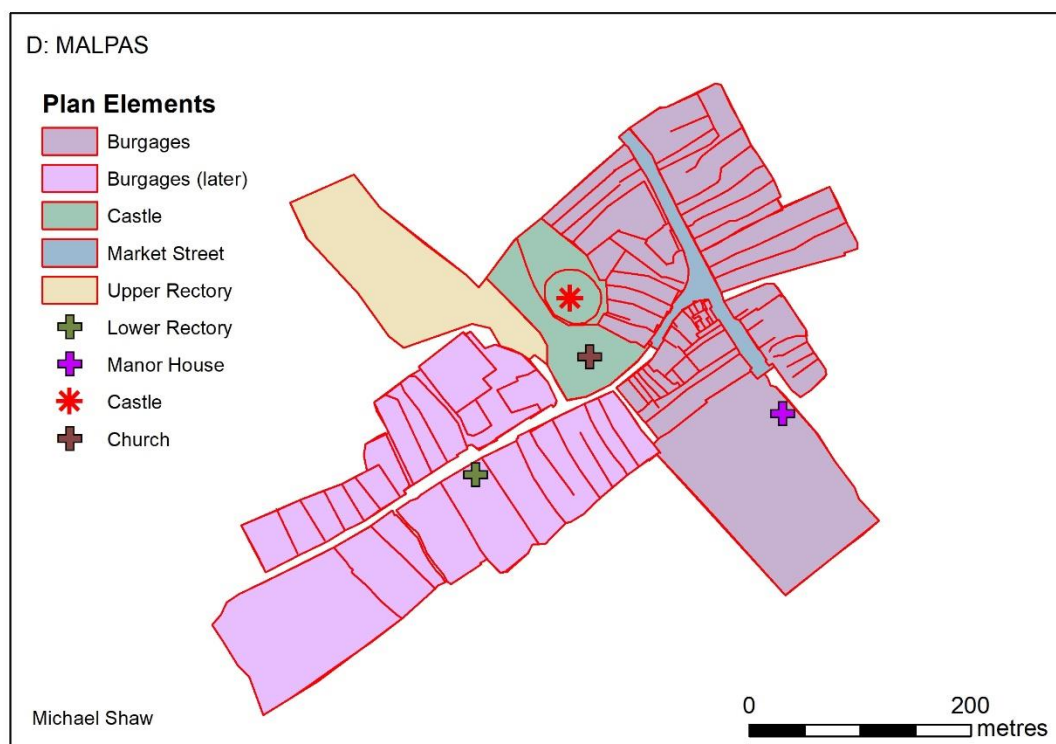 D: MALPAS
Plan Elements
Burgages
Burgages (later)
Castle
Market Street
Upper Rectory
Lower Rectory
Manor House
Castle
Church
Michael Shaw
0 200
metres